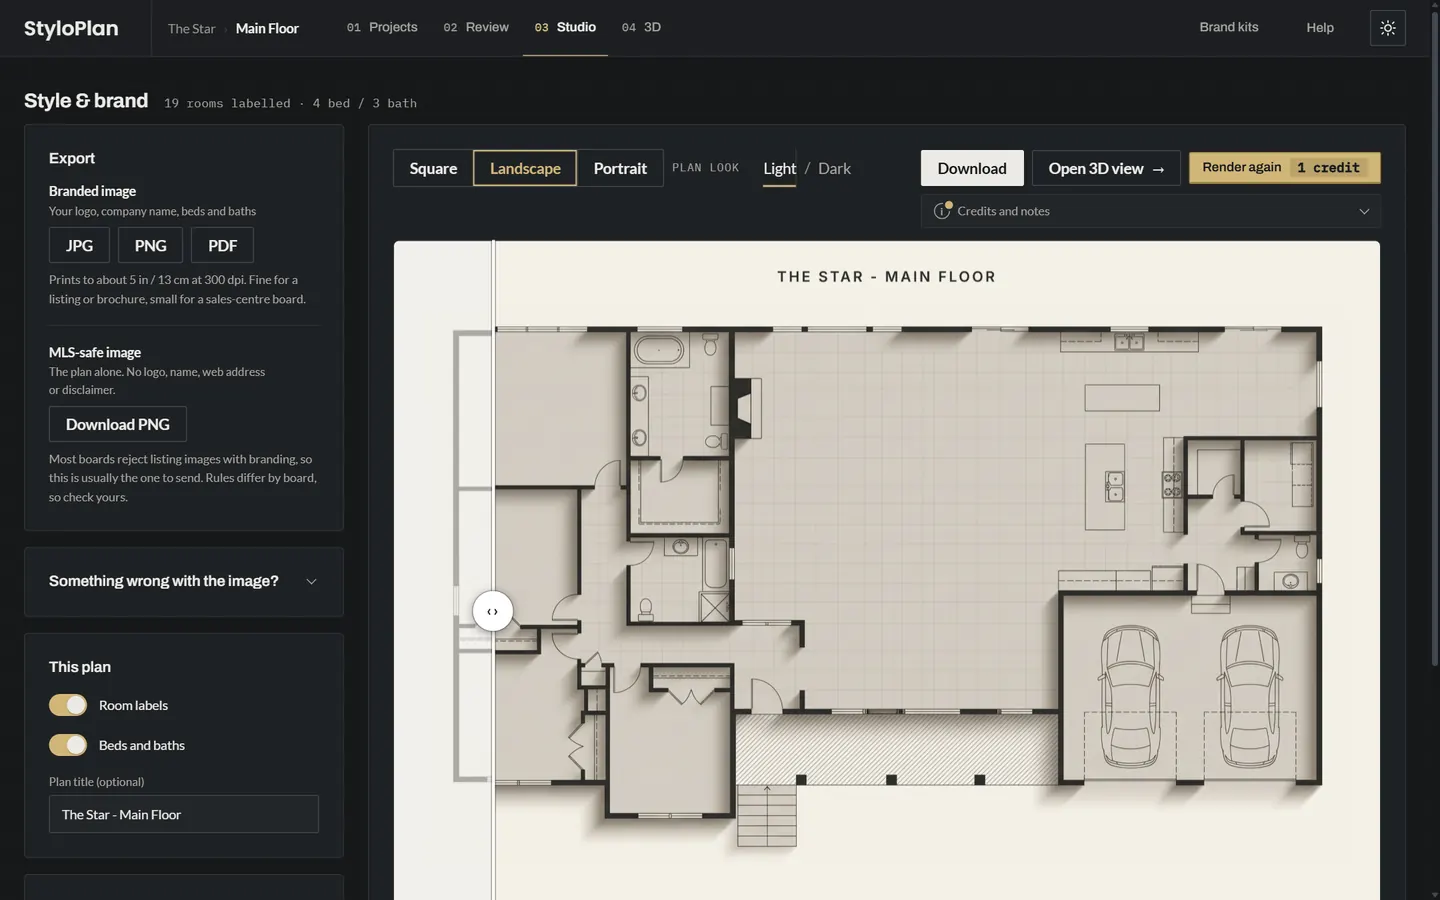 StyloPlan
The Star › Main Floor
01 Projects
02 Review
03 Studio
04 3D
Brand kits
Help
Style & brand
19 rooms labelled · 4 bed / 3 bath
Export
Branded image
Your logo, company name, beds and baths
JPG
PNG
PDF
Prints to about 5 in / 13 cm at 300 dpi. Fine for a
listing or brochure, small for a sales-centre board.
MLS-safe image
The plan alone. No logo, name, web address
or disclaimer.
Download PNG
Most boards reject listing images with branding, so
this is usually the one to send. Rules differ by board,
so check yours.
Something wrong with the image?
This plan
Room labels
Beds and baths
Plan title (optional)
The Star - Main Floor
Square
Landscape
Portrait
PLAN LOOK
Light / Dark
Download
Open 3D view →
Render again 1 credit
Credits and notes
THE STAR - MAIN FLOOR